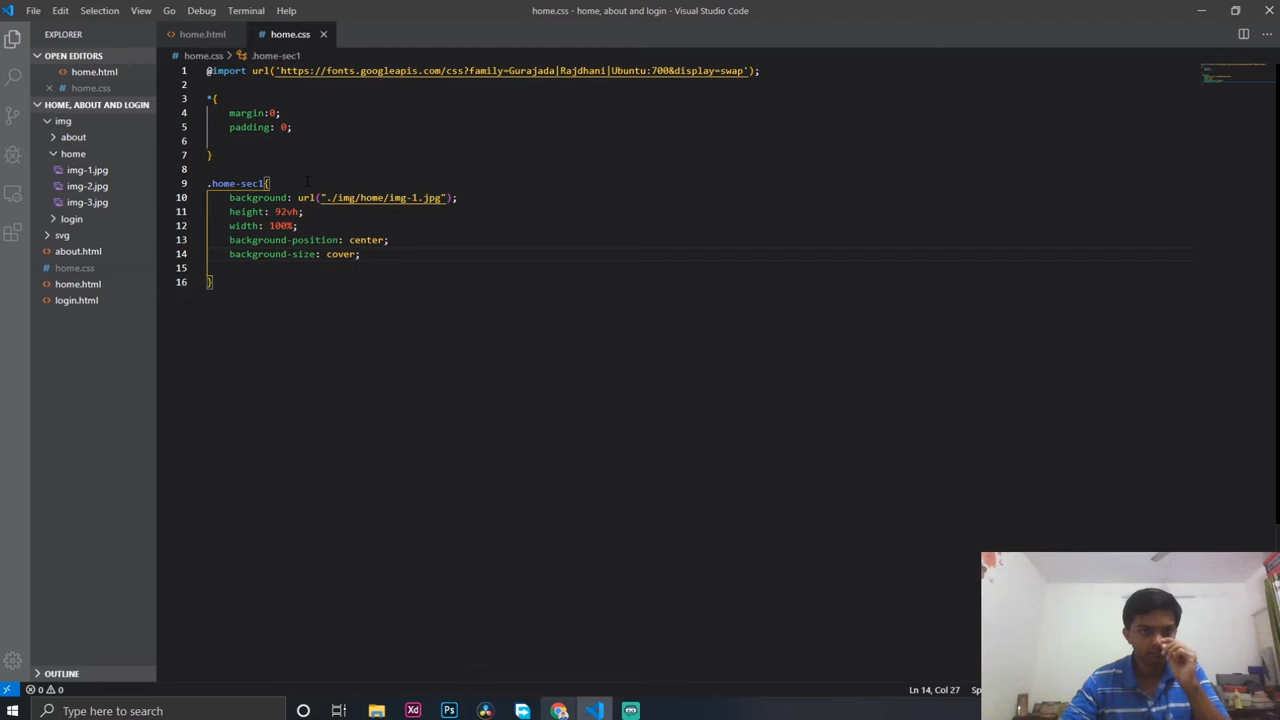 File Edit Selection View Go Debug Terminal Help
home.css - home, about and login - Visual Studio Code
EXPLORER
home.html
home.css
OPEN EDITORS
home.html
home.css
HOME, ABOUT AND LOGIN
img
about
home
img-1.jpg
img-2.jpg
img-3.jpg
login
svg
about.html
home.css
home.html
login.html
OUTLINE
home.css > .home-sec1
1 @import url('https://fonts.googleapis.com/css?family=Gurajada|Rajdhani|Ubuntu:700&display=swap');
2
3 *{
4 margin:0;
5 padding: 0;
6
7 }
8
9 .home-sec1{
10 background: url("./img/home/img-1.jpg");
11 height: 92vh;
12 width: 100%;
13 background-position: center;
14 background-size: cover;
15
16 }
0 0
Ln 14, Col 27
Type here to search
Xd
Ps